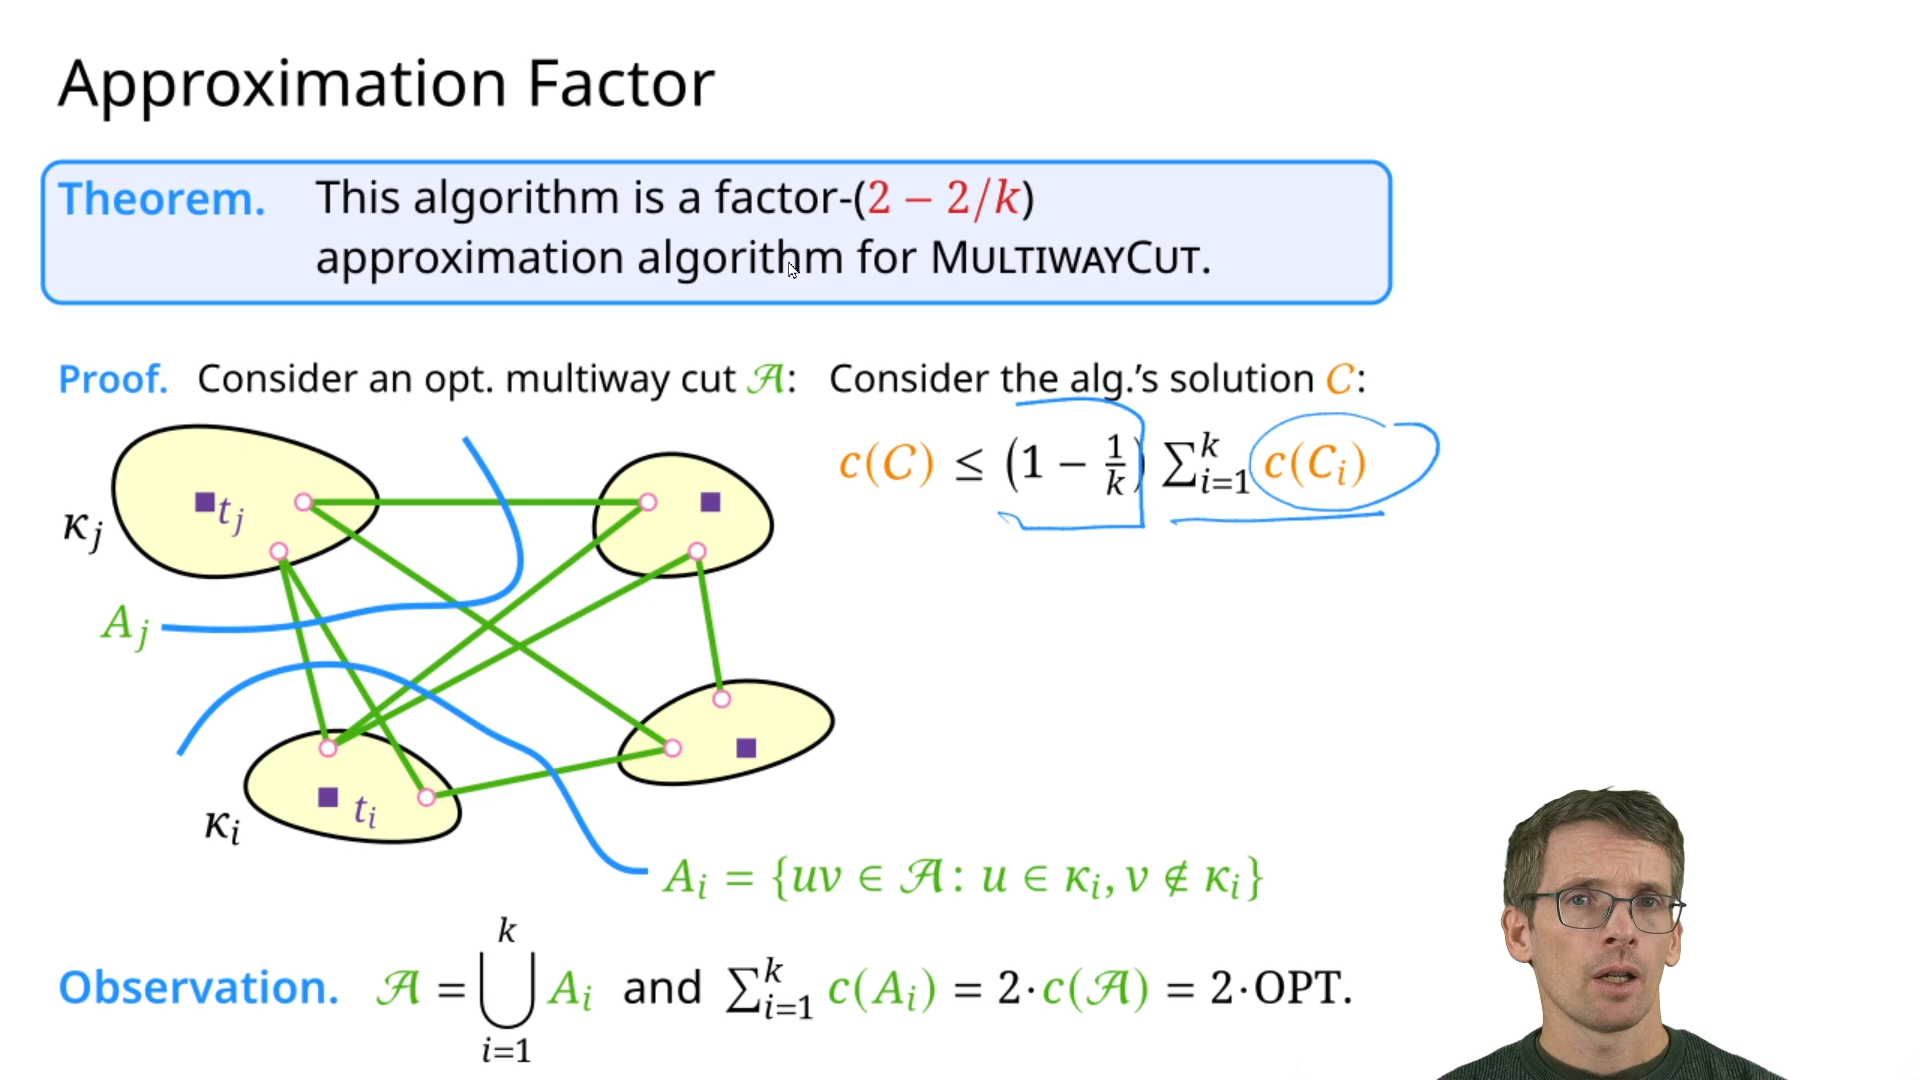 Approximation Factor
Theorem. This algorithm is a factor-(2 − 2/k)
approximation algorithm for MULTIWAYCUT.
Proof. Consider an opt. multiway cut 𝒜: Consider the alg.’s solution C:
c(C) ≤ (1 − 1/k) ∑ᵏᵢ₌₁ c(Cᵢ)
κⱼ
tⱼ
Aⱼ
κᵢ
tᵢ
Aᵢ = {uv ∈ 𝒜: u ∈ κᵢ, v ∉ κᵢ}
Observation. 𝒜 = ⋃ᵏᵢ₌₁ Aᵢ and ∑ᵏᵢ₌₁ c(Aᵢ) = 2·c(𝒜) = 2·OPT.